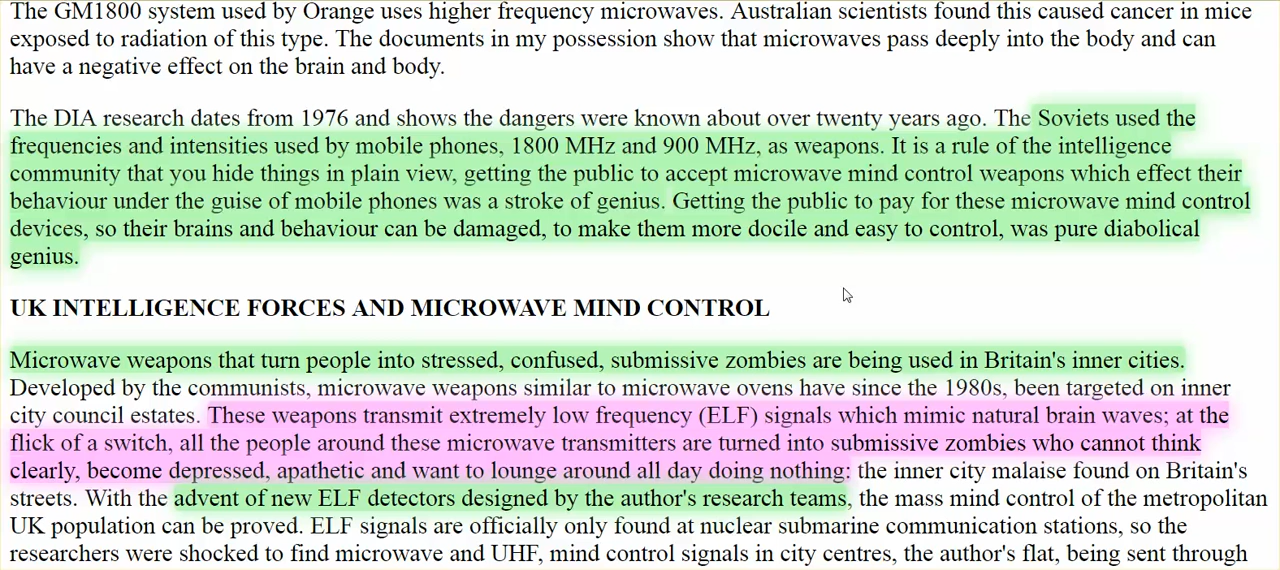 The GM1800 system used by Orange uses higher frequency microwaves. Australian scientists found this caused cancer in mice
exposed to radiation of this type. The documents in my possession show that microwaves pass deeply into the body and can
have a negative effect on the brain and body.
The DIA research dates from 1976 and shows the dangers were known about over twenty years ago. The Soviets used the
frequencies and intensities used by mobile phones, 1800 MHz and 900 MHz, as weapons. It is a rule of the intelligence
community that you hide things in plain view, getting the public to accept microwave mind control weapons which effect their
behaviour under the guise of mobile phones was a stroke of genius. Getting the public to pay for these microwave mind control
devices, so their brains and behaviour can be damaged, to make them more docile and easy to control, was pure diabolical
genius.
UK INTELLIGENCE FORCES AND MICROWAVE MIND CONTROL
Microwave weapons that turn people into stressed, confused, submissive zombies are being used in Britain's inner cities.
Developed by the communists, microwave weapons similar to microwave ovens have since the 1980s, been targeted on inner
city council estates. These weapons transmit extremely low frequency (ELF) signals which mimic natural brain waves; at the
flick of a switch, all the people around these microwave transmitters are turned into submissive zombies who cannot think
clearly, become depressed, apathetic and want to lounge around all day doing nothing: the inner city malaise found on Britain's
streets. With the advent of new ELF detectors designed by the author's research teams, the mass mind control of the metropolitan
UK population can be proved. ELF signals are officially only found at nuclear submarine communication stations, so the
researchers were shocked to find microwave and UHF, mind control signals in city centres, the author's flat, being sent through